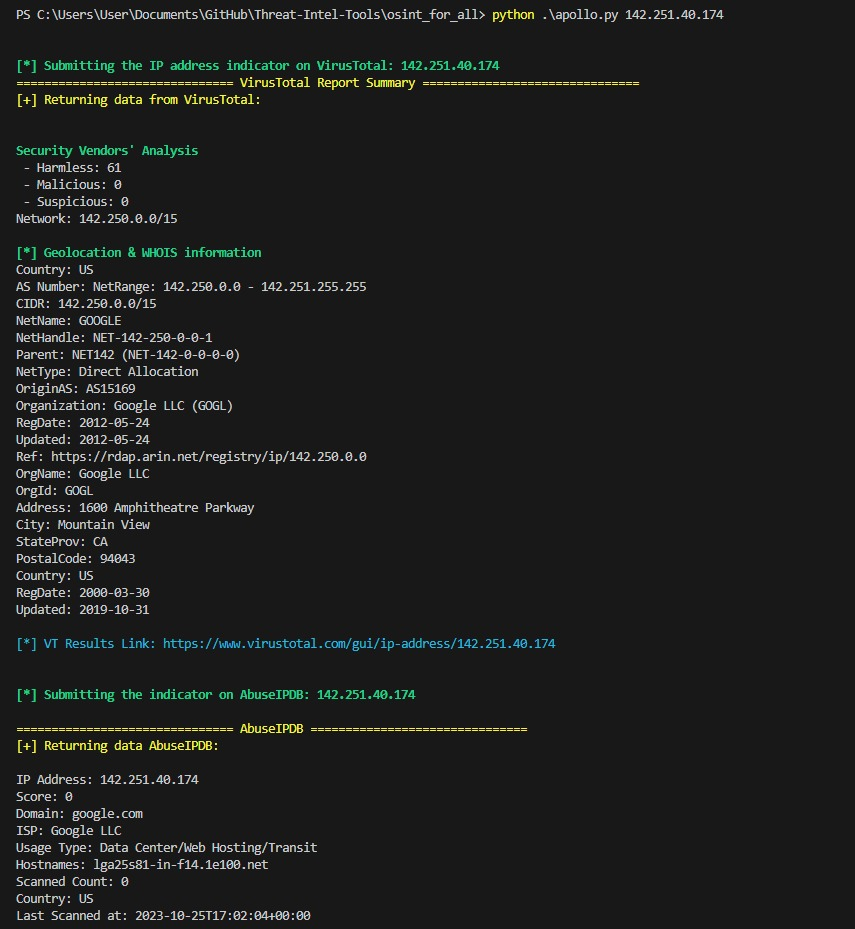 PS C:\Users\User\Documents\GitHub\Threat-Intel-Tools\osint_for_all> python .\apollo.py 142.251.40.174
[*] Submitting the IP address indicator on VirusTotal: 142.251.40.174
=============================== VirusTotal Report Summary ===============================
[+] Returning data from VirusTotal:
Security Vendors' Analysis
- Harmless: 61
- Malicious: 0
- Suspicious: 0
Network: 142.250.0.0/15
[*] Geolocation & WHOIS information
Country: US
AS Number: NetRange: 142.250.0.0 - 142.251.255.255
CIDR: 142.250.0.0/15
NetName: GOOGLE
NetHandle: NET-142-250-0-0-1
Parent: NET142 (NET-142-0-0-0-0)
NetType: Direct Allocation
OriginAS: AS15169
Organization: Google LLC (GOGL)
RegDate: 2012-05-24
Updated: 2012-05-24
Ref: https://rdap.arin.net/registry/ip/142.250.0.0
OrgName: Google LLC
OrgId: GOGL
Address: 1600 Amphitheatre Parkway
City: Mountain View
StateProv: CA
PostalCode: 94043
Country: US
RegDate: 2000-03-30
Updated: 2019-10-31
[*] VT Results Link: https://www.virustotal.com/gui/ip-address/142.251.40.174
[*] Submitting the indicator on AbuseIPDB: 142.251.40.174
=============================== AbuseIPDB ===============================
[+] Returning data AbuseIPDB:
IP Address: 142.251.40.174
Score: 0
Domain: google.com
ISP: Google LLC
Usage Type: Data Center/Web Hosting/Transit
Hostnames: lga25s81-in-f14.1e100.net
Scanned Count: 0
Country: US
Last Scanned at: 2023-10-25T17:02:04+00:00